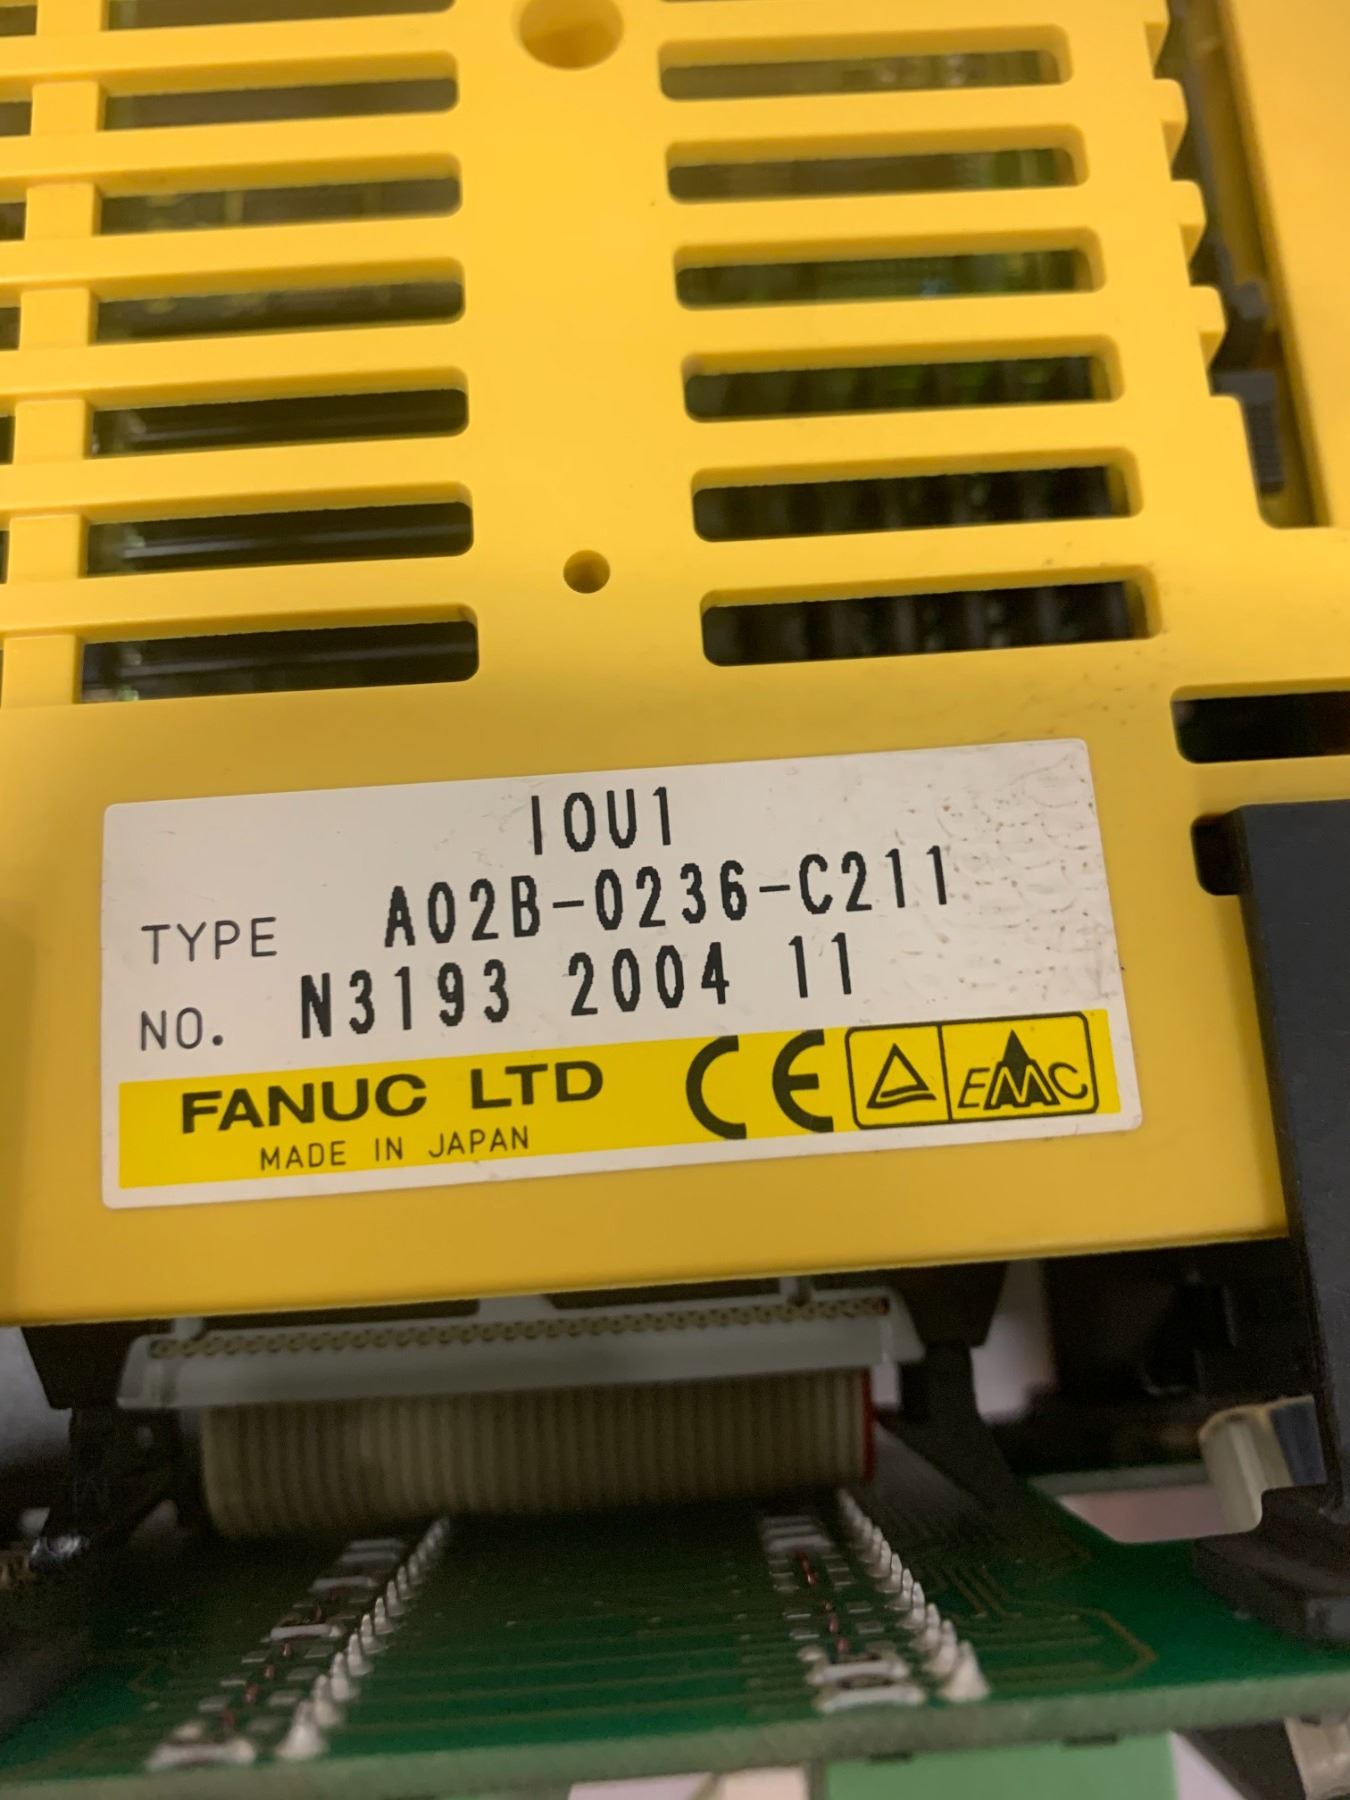 IOU1
TYPE A02B-0236-C211
NO. N3193 2004 11
FANUC LTD CE EMC
MADE IN JAPAN